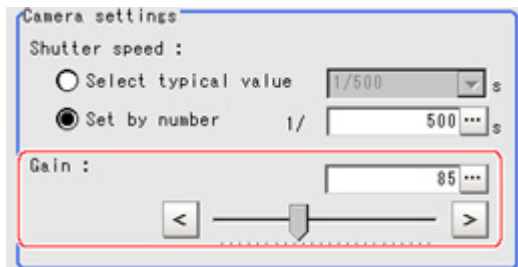 Camera settings
Shutter speed :
Select typical value 1/500 s
Set by number 1/ 500 ... s
Gain : 85 ...
< >